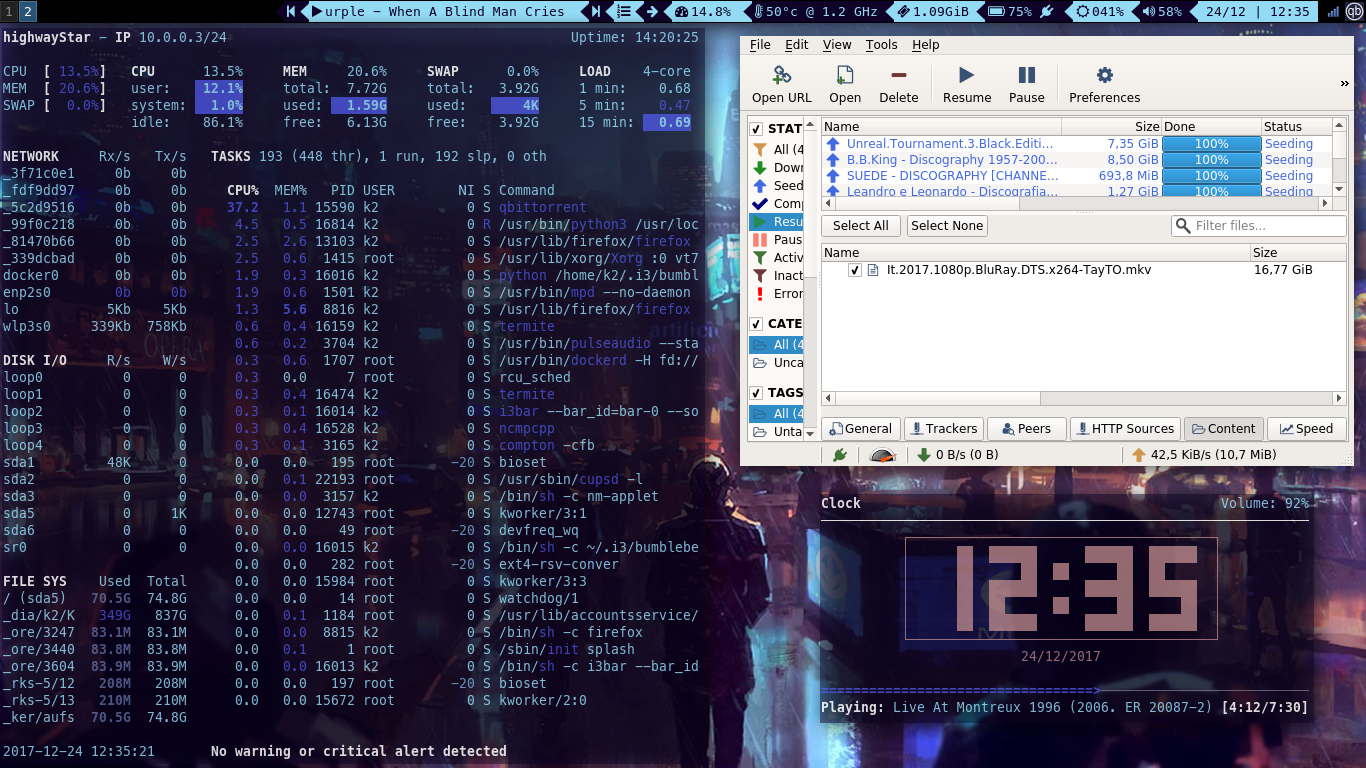 1 2 urple – When A Blind Man Cries 14.8% 50°c @ 1.2 GHz 1.09GiB 75% 041% 58% 24/12 | 12:35
highwayStar – IP 10.0.0.3/24 Uptime: 14:20:25
CPU [ 13.5%] CPU 13.5% MEM 20.6% SWAP 0.0% LOAD 4-core
MEM [ 20.6%] user: 12.1% total: 7.72G total: 3.92G 1 min: 0.68
SWAP [ 0.0%] system: 1.0% used: 1.59G used: 4K 5 min: 0.47
idle: 86.1% free: 6.13G free: 3.92G 15 min: 0.69
NETWORK Rx/s Tx/s TASKS 193 (448 thr), 1 run, 192 slp, 0 oth
_3f71c0e1 0b 0b
_fdf9dd97 0b 0b CPU% MEM% PID USER NI S Command
_5c2d9516 0b 0b 37.2 1.1 15590 k2 0 S qbittorrent
_99f0c218 0b 0b 4.5 0.5 16814 k2 0 R /usr/bin/python3 /usr/loc
_81470b66 0b 0b 2.5 2.6 13103 k2 0 S /usr/lib/firefox/firefox
_339dcbad 0b 0b 2.5 0.6 1415 root 0 S /usr/lib/xorg/Xorg :0 vt7
docker0 0b 0b 1.9 0.3 16016 k2 0 S python /home/k2/.i3/bumbl
enp2s0 0b 0b 1.9 0.6 1501 k2 0 S /usr/bin/mpd --no-daemon
lo 5Kb 5Kb 1.3 5.6 8816 k2 0 S /usr/lib/firefox/firefox
wlp3s0 339Kb 758Kb 0.6 0.4 16159 k2 0 S termite
0.6 0.2 3704 k2 0 S /usr/bin/pulseaudio --sta
DISK I/O R/s W/s 0.3 0.6 1707 root 0 S /usr/bin/dockerd -H fd://
loop0 0 0 0.3 0.0 7 root 0 S rcu_sched
loop1 0 0 0.3 0.4 16474 k2 0 S termite
loop2 0 0 0.3 0.1 16014 k2 0 S i3bar --bar_id=bar-0 --so
loop3 0 0 0.3 0.4 16528 k2 0 S ncmpcpp
loop4 0 0 0.3 0.1 3165 k2 0 S compton -cfb
sda1 48K 0 0.0 0.0 195 root -20 S bioset
sda2 0 0 0.0 0.1 22193 root 0 S /usr/sbin/cupsd -l
sda3 0 0 0.0 0.0 3157 k2 0 S /bin/sh -c nm-applet
sda5 0 1K 0.0 0.0 12743 root 0 S kworker/3:1
sda6 0 0 0.0 0.0 49 root -20 S devfreq_wq
sr0 0 0 0.0 0.0 16015 k2 0 S /bin/sh -c ~/.i3/bumblebe
0.0 0.0 282 root -20 S ext4-rsv-conver
FILE SYS Used Total 0.0 0.0 15984 root 0 S kworker/3:3
/ (sda5) 70.5G 74.8G 0.0 0.0 14 root 0 S watchdog/1
_dia/k2/K 349G 837G 0.0 0.1 1184 root 0 S /usr/lib/accountsservice/
_ore/3247 83.1M 83.1M 0.0 0.0 8815 k2 0 S /bin/sh -c firefox
_ore/3440 83.8M 83.8M 0.0 0.1 1 root 0 S /sbin/init splash
_ore/3604 83.9M 83.9M 0.0 0.0 16013 k2 0 S /bin/sh -c i3bar --bar_id
_rks-5/12 208M 208M 0.0 0.0 197 root -20 S bioset
_rks-5/13 210M 210M 0.0 0.0 15672 root 0 S kworker/2:0
_ker/aufs 70.5G 74.8G
2017-12-24 12:35:21 No warning or critical alert detected
File Edit View Tools Help
Open URL Open Delete Resume Pause Preferences »
STAT
All (4
Down
Seed
Comp
Resu
Paus
Activ
Inact
Error
CATE
All (4
Unca
TAGS
All (4
Unta
Name Size Done Status
Unreal.Tournament.3.Black.Editi... 7,35 GiB 100% Seeding
B.B.King - Discography 1957-200... 8,50 GiB 100% Seeding
SUEDE - DISCOGRAPHY [CHANNE... 693,8 MiB 100% Seeding
Leandro e Leonardo - Discografia... 1,27 GiB 100% Seeding
Select All Select None Filter files...
Name Size
It.2017.1080p.BluRay.DTS.x264-TayTO.mkv 16,77 GiB
General Trackers Peers HTTP Sources Content Speed
0 B/s (0 B) 42,5 KiB/s (10,7 MiB)
Clock Volume: 92%
12:35
24/12/2017
Playing: Live At Montreux 1996 (2006. ER 20087-2) [4:12/7:30]